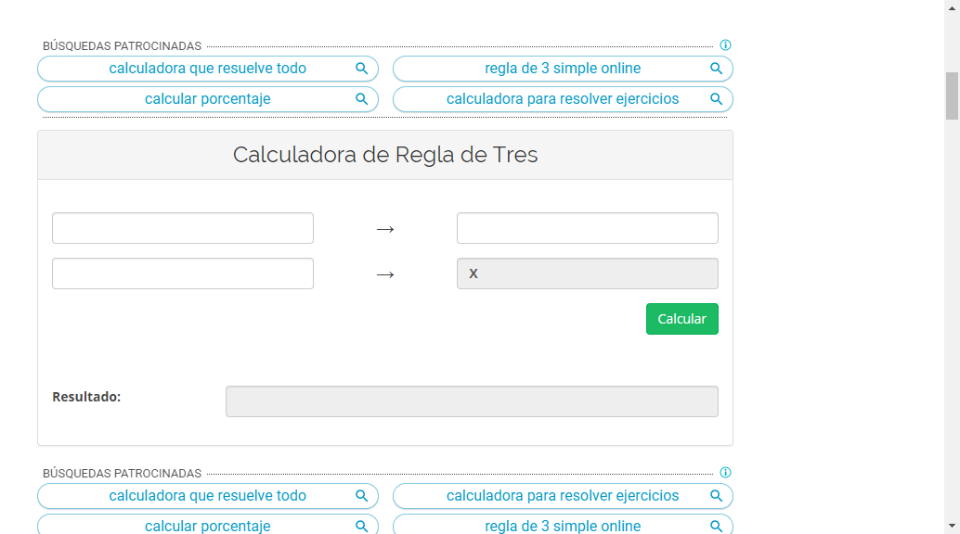 BÚSQUEDAS PATROCINADAS
calculadora que resuelve todo
regla de 3 simple online
calcular porcentaje
calculadora para resolver ejercicios
Calculadora de Regla de Tres
→
→ X
Calcular
Resultado:
BÚSQUEDAS PATROCINADAS
calculadora que resuelve todo
calculadora para resolver ejercicios
calcular porcentaje
regla de 3 simple online